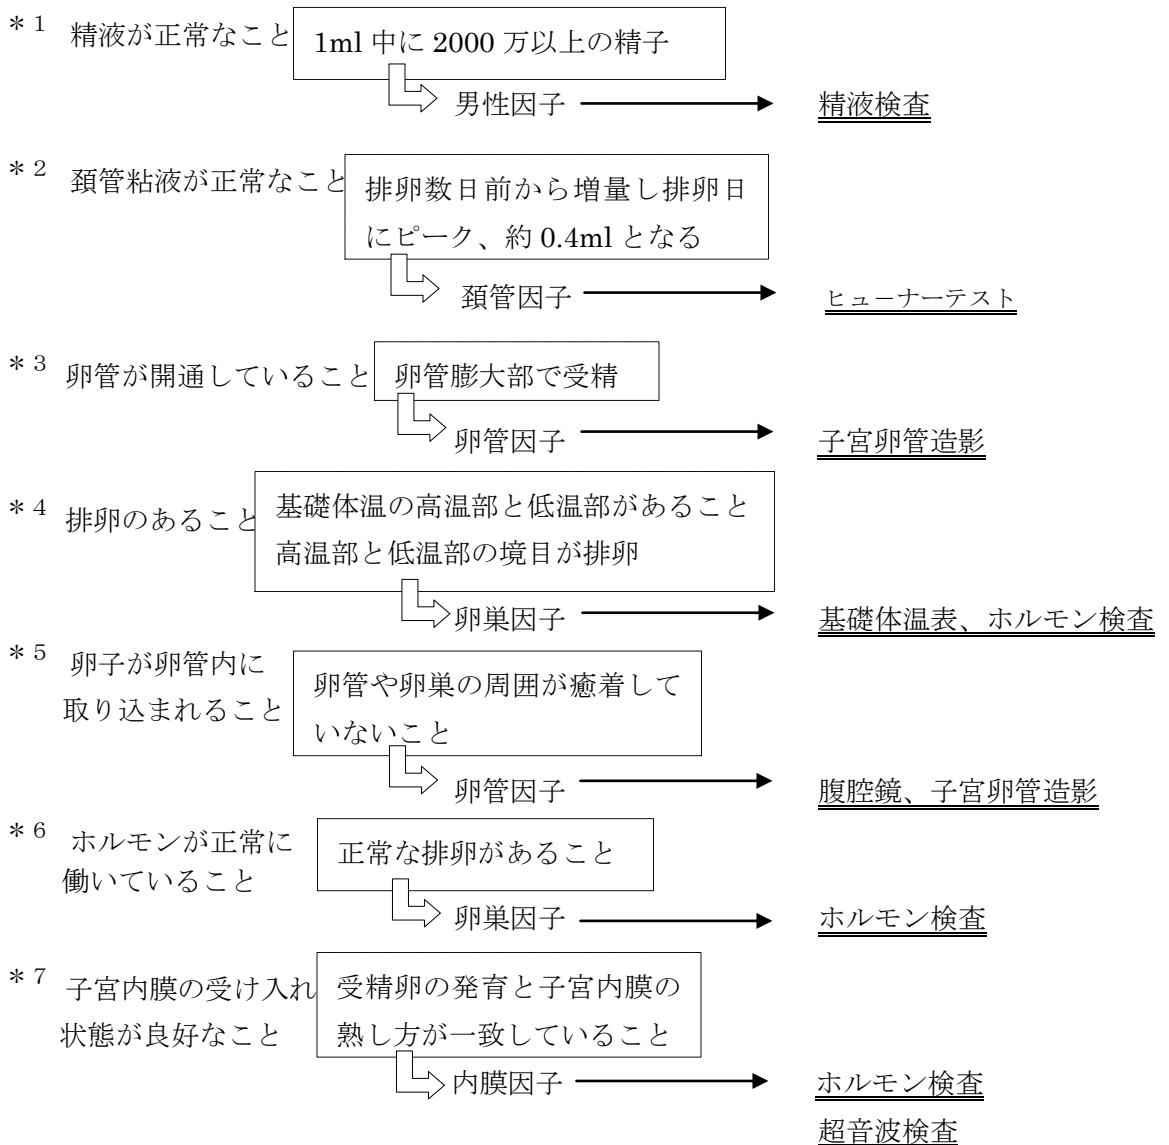 ＊1 精液が正常なこと 1ml 中に 2000 万以上の精子
男性因子 精液検査
＊2 頚管粘液が正常なこと 排卵数日前から増量し排卵日
にピーク、約 0.4ml となる
頚管因子 ヒューナーテスト
＊3 卵管が開通していること 卵管膨大部で受精
卵管因子 子宮卵管造影
＊4 排卵のあること 基礎体温の高温部と低温部があること
高温部と低温部の境目が排卵
卵巣因子 基礎体温表、ホルモン検査
＊5 卵子が卵管内に
取り込まれること
卵管や卵巣の周囲が癒着して
いないこと
卵管因子 腹腔鏡、子宮卵管造影
＊6 ホルモンが正常に
働いていること
正常な排卵があること
卵巣因子 ホルモン検査
＊7 子宮内膜の受け入れ
状態が良好なこと
受精卵の発育と子宮内膜の
熟し方が一致していること
内膜因子 ホルモン検査
超音波検査